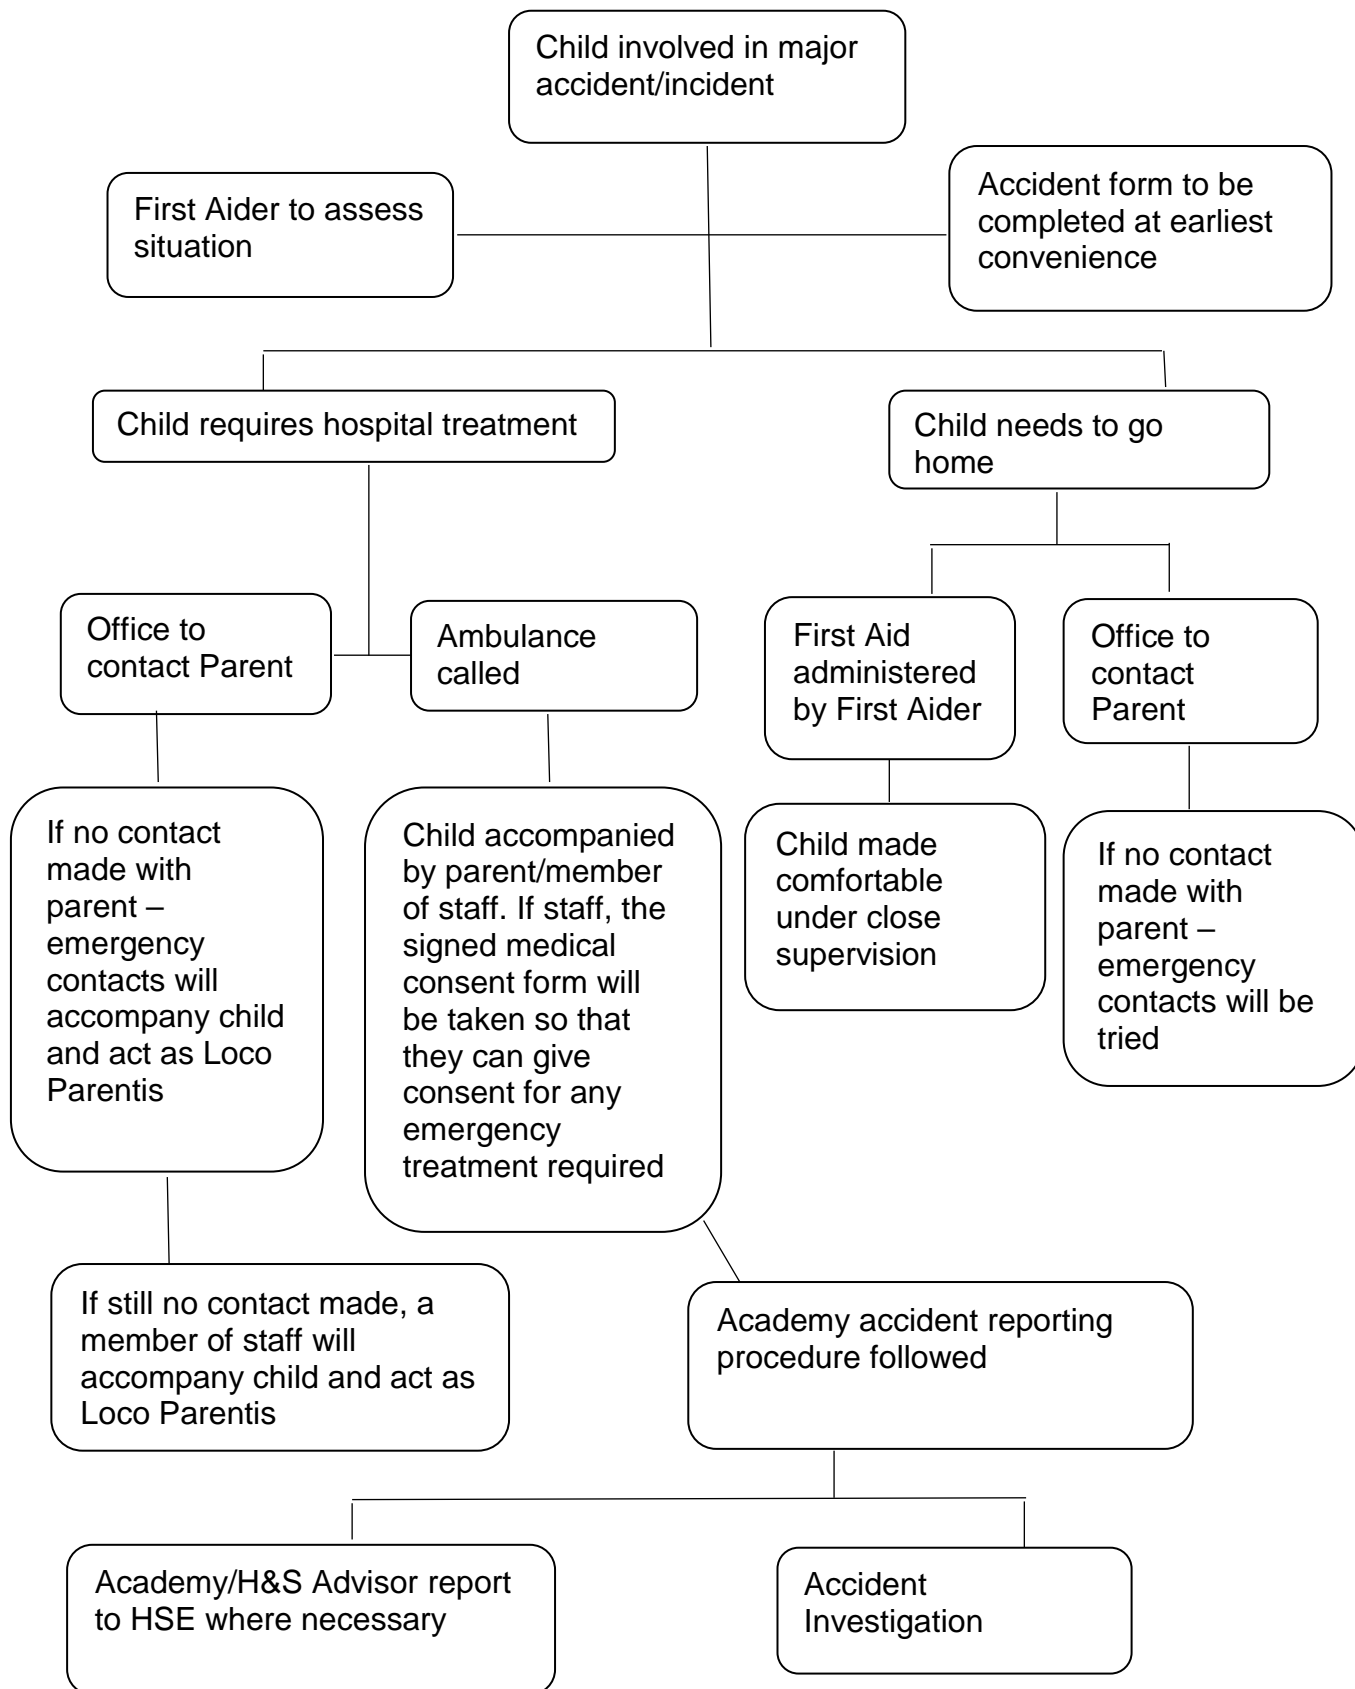 Child involved in major
accident/incident
First Aider to assess
situation
Accident form to be
completed at earliest
convenience
Child requires hospital treatment
Child needs to go
home
Office to
contact Parent
Ambulance
called
First Aid
administered
by First Aider
Office to
contact
Parent
If no contact
made with
parent –
emergency
contacts will
accompany child
and act as Loco
Parentis
Child accompanied
by parent/member
of staff. If staff, the
signed medical
consent form will
be taken so that
they can give
consent for any
emergency
treatment required
Child made
comfortable
under close
supervision
If no contact
made with
parent –
emergency
contacts will be
tried
If still no contact made, a
member of staff will
accompany child and act as
Loco Parentis
Academy accident reporting
procedure followed
Academy/H&S Advisor report
to HSE where necessary
Accident
Investigation